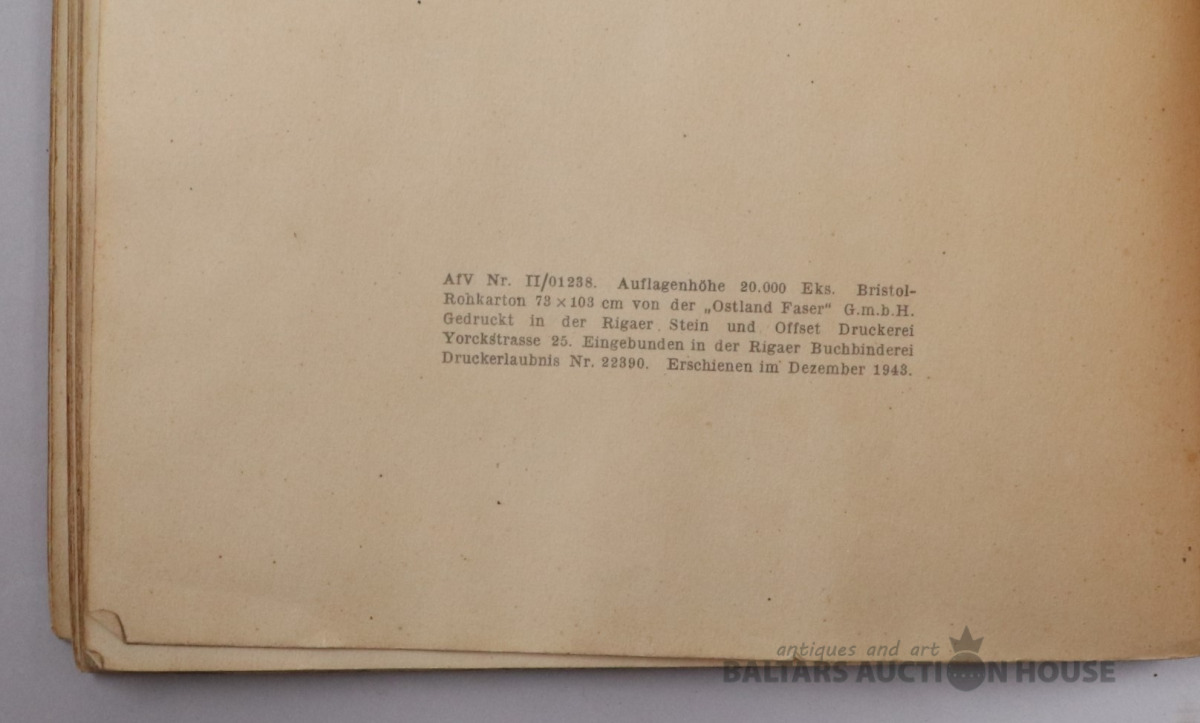 AfV Nr. II/01238. Auflagenhöhe 20.000 Eks. Bristol-
Rohkarton 73 × 103 cm von der „Ostland Faser" G.m.b.H.
Gedruckt in der Rigaer Stein und Offset Druckerei
Yorckstrasse 25. Eingebunden in der Rigaer Buchbinderei
Druckerlaubnis Nr. 22390. Erschienen im Dezember 1943.
antiques and art
BALTARS AUCTION HOUSE